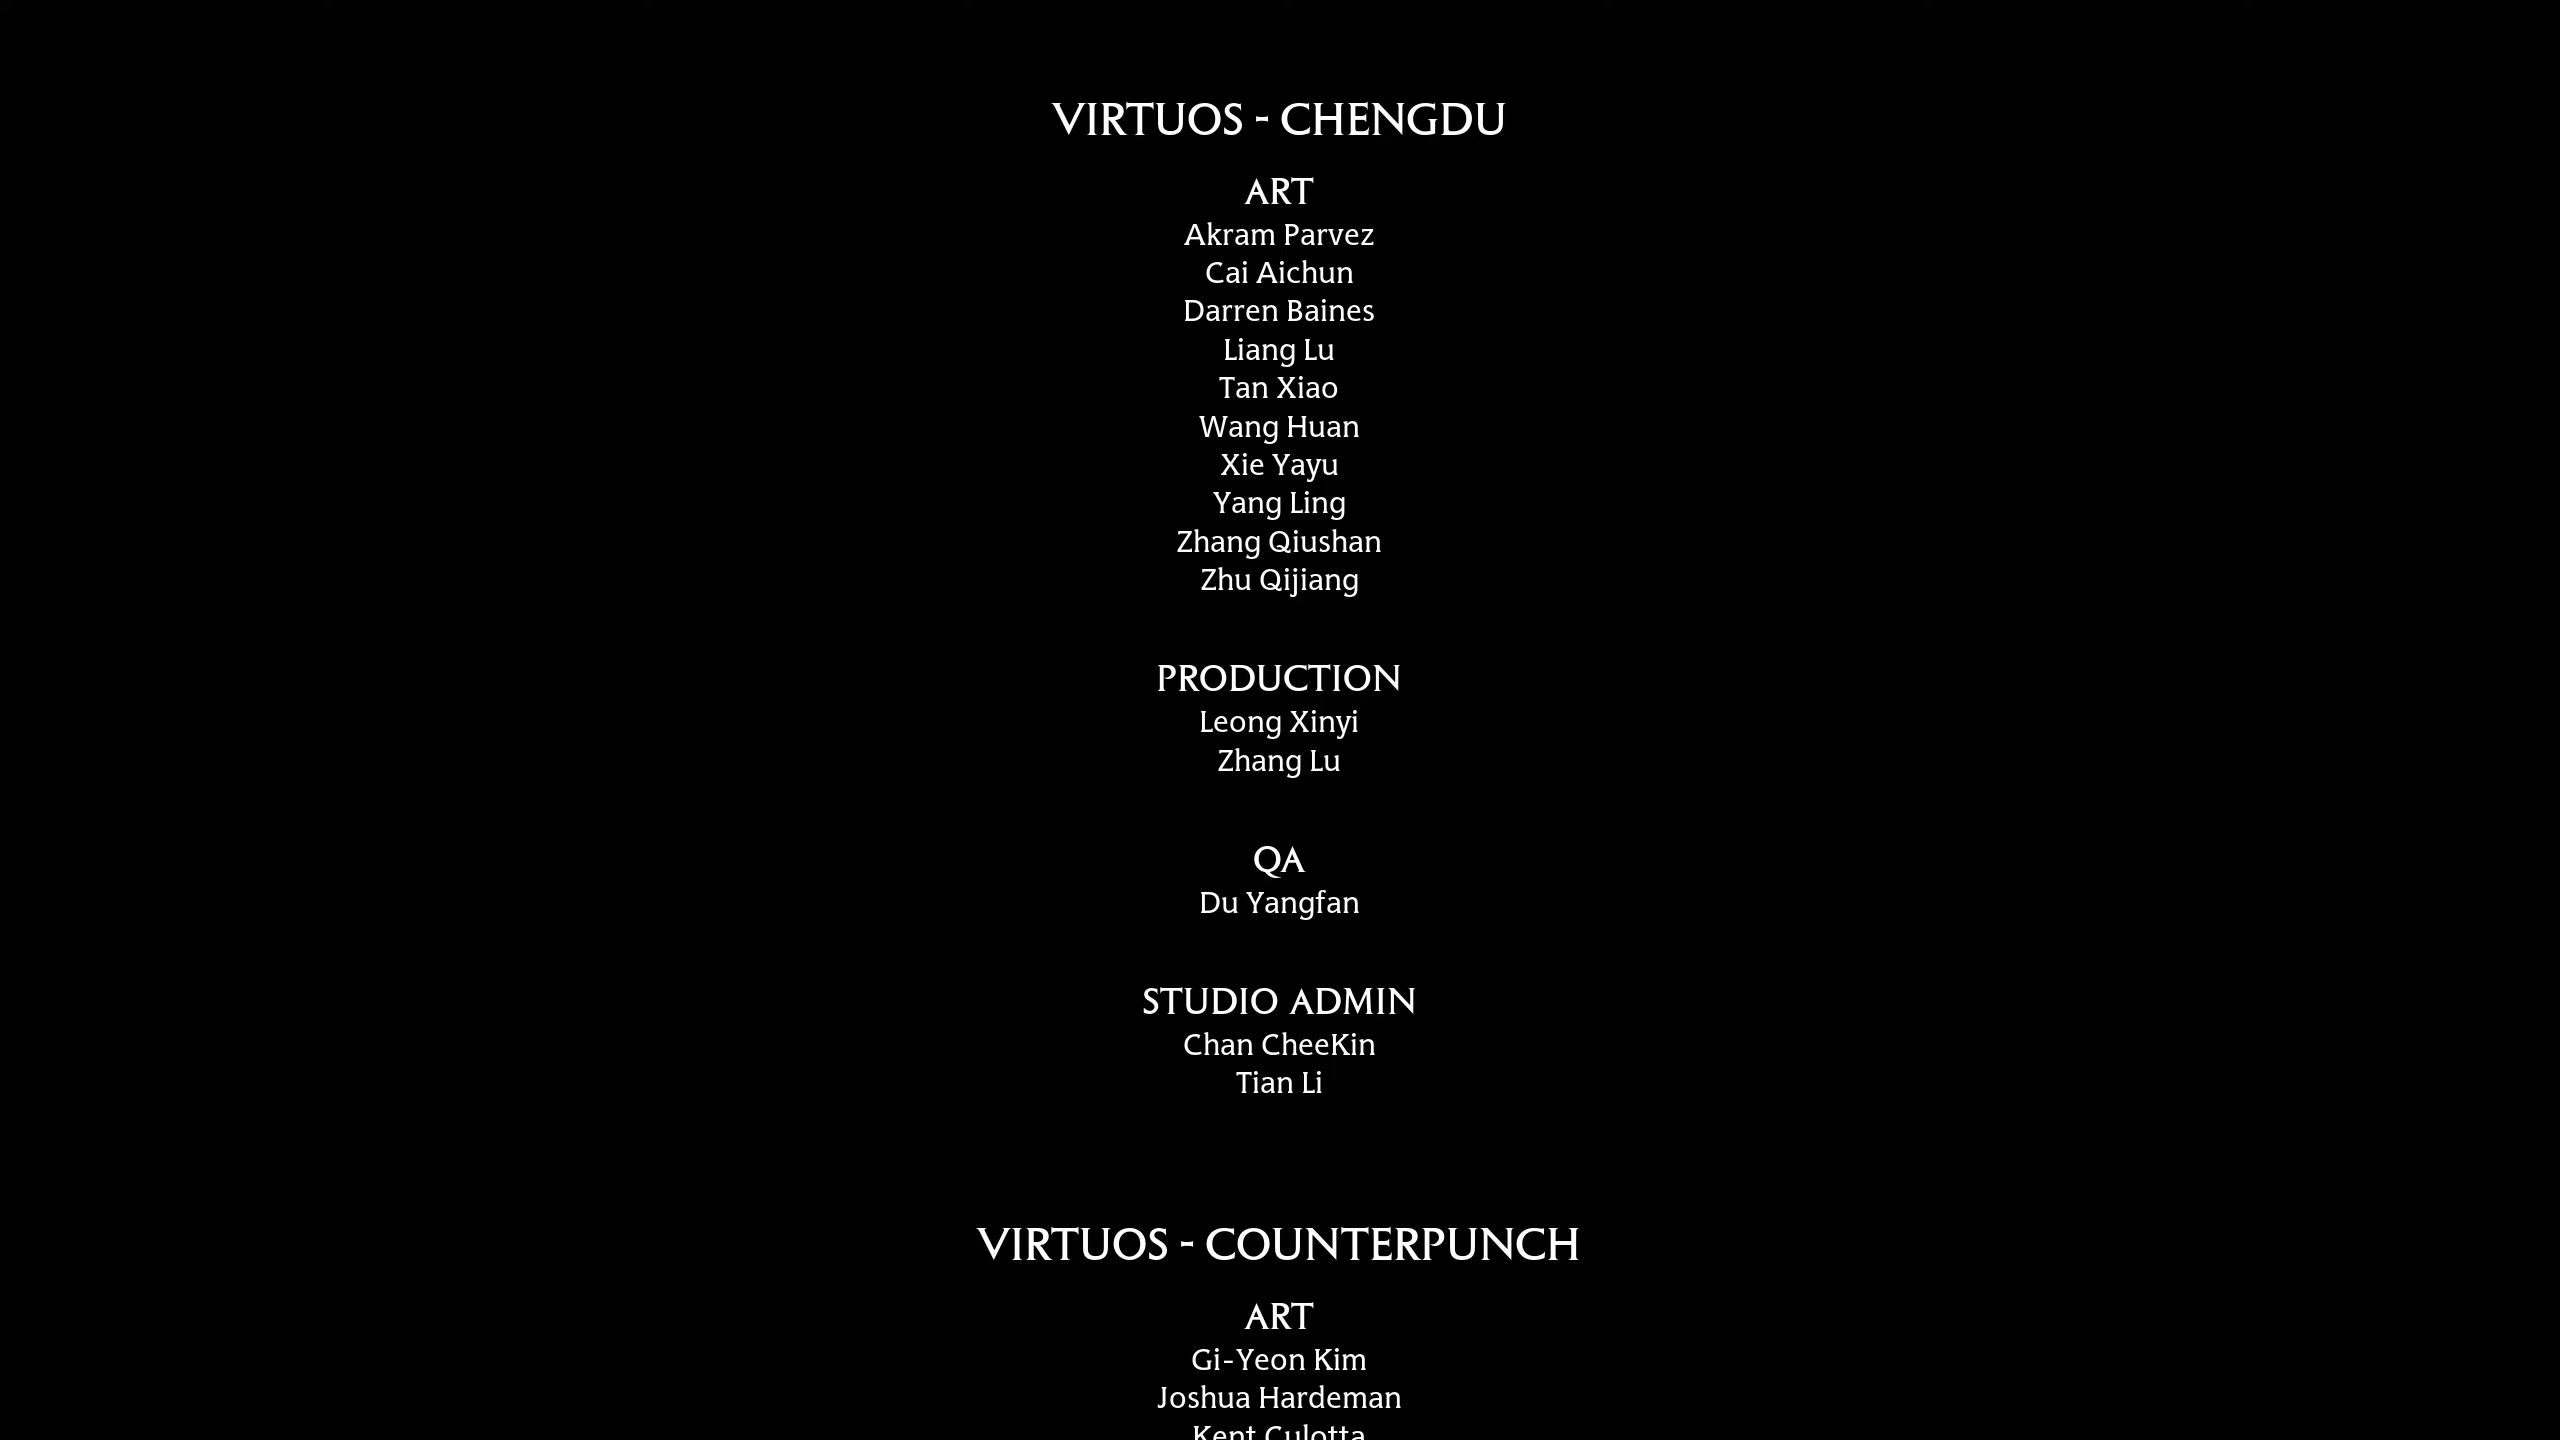 VIRTUOS - CHENGDU
ART
Akram Parvez
Cai Aichun
Darren Baines
Liang Lu
Tan Xiao
Wang Huan
Xie Yayu
Yang Ling
Zhang Qiushan
Zhu Qijiang
PRODUCTION
Leong Xinyi
Zhang Lu
QA
Du Yangfan
STUDIO ADMIN
Chan CheeKin
Tian Li
VIRTUOS - COUNTERPUNCH
ART
Gi-Yeon Kim
Joshua Hardeman
Kent Culotta